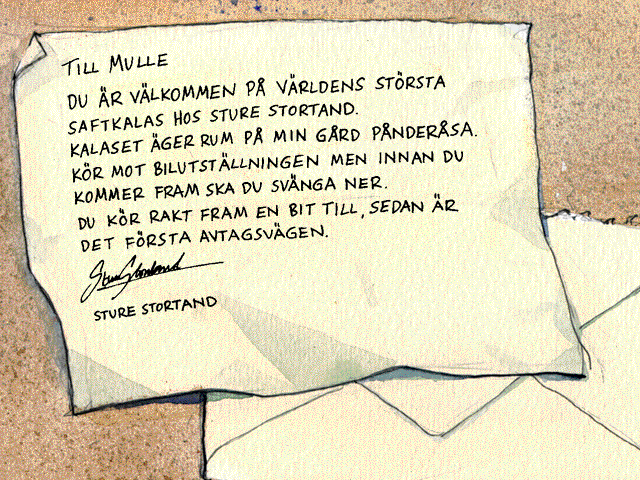 TILL MULLE
DU ÄR VÄLKOMMEN PÅ VÄRLDENS STÖRSTA
SAFTKALAS HOS STURE STORTAND.
KALASET ÄGER RUM PÅ MIN GÅRD PÅNDERÅSA.
KÖR MOT BILUTSTÄLLNINGEN MEN INNAN DU
KOMMER FRAM SKA DU SVÄNGA NER.
DU KÖR RAKT FRAM EN BIT TILL, SEDAN ÄR
DET FÖRSTA AVTAGSVÄGEN.
Sture Stortand
STURE STORTAND